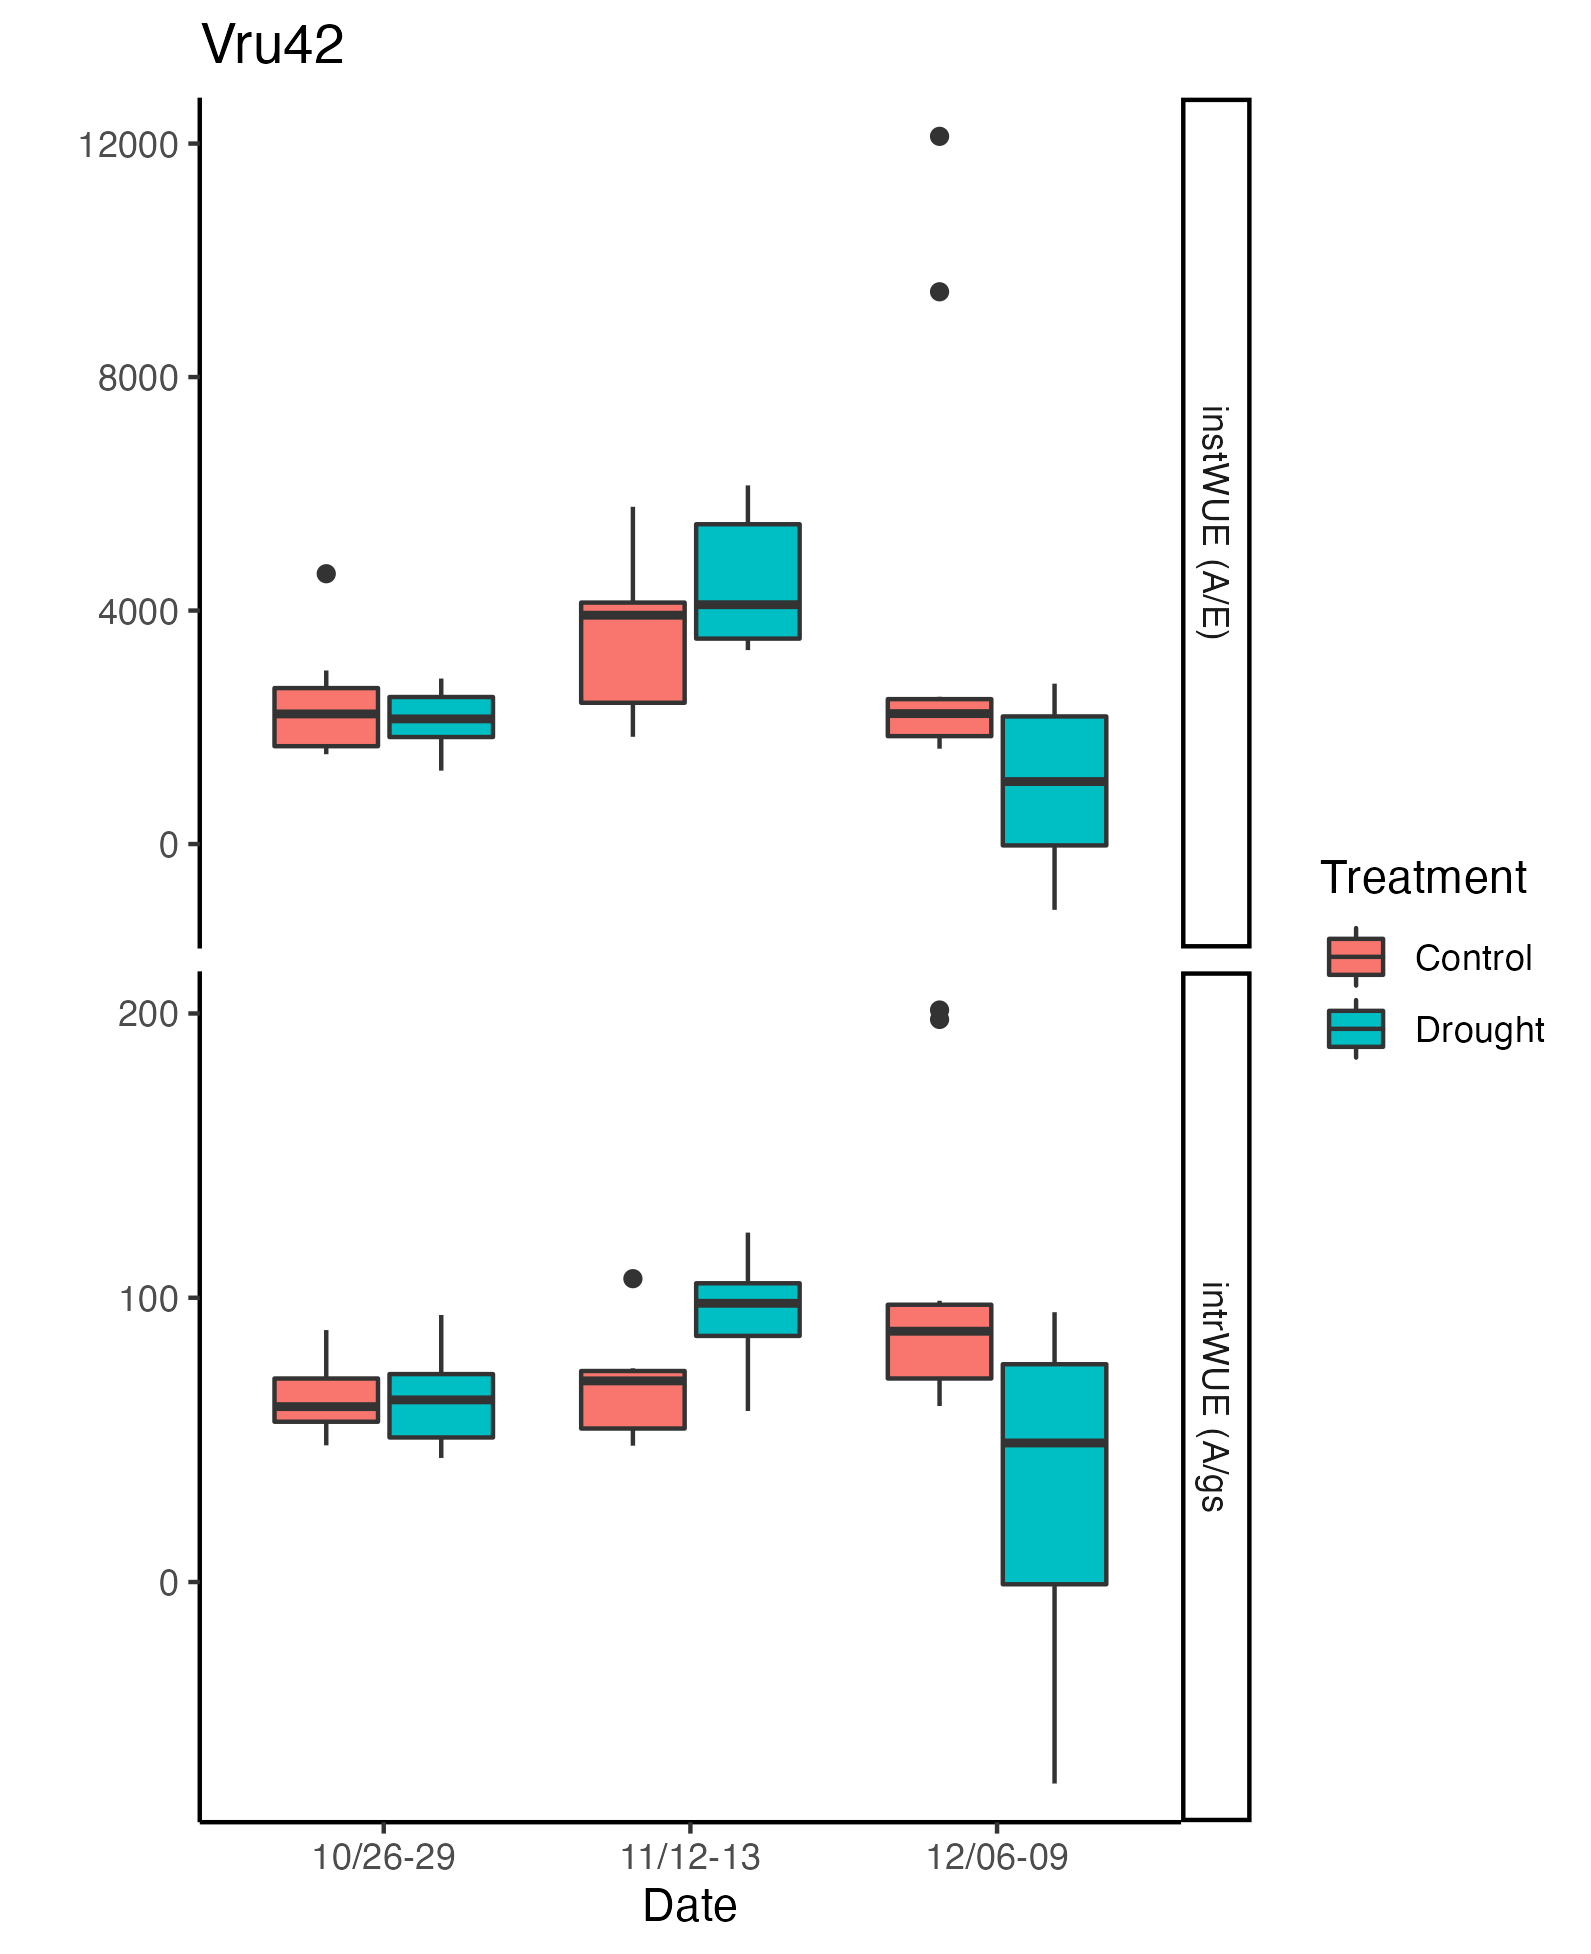 Vru42
12000
8000
4000
0
instWUE (A/E)
200
100
0
intrWUE (A/gs
10/26-29
11/12-13
12/06-09
Date
Treatment
Control
Drought